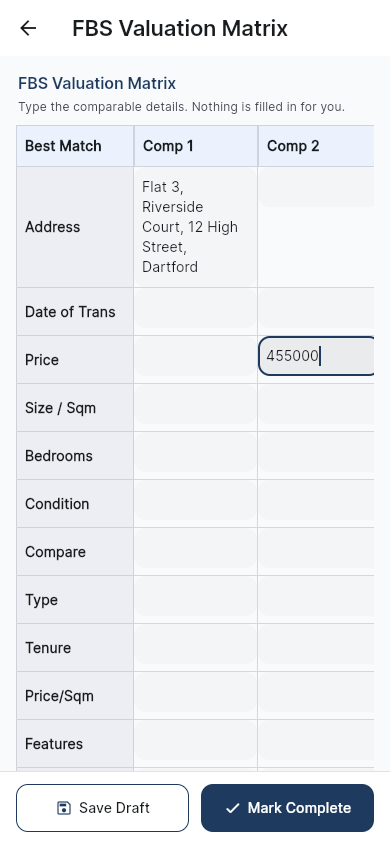 FBS Valuation Matrix
FBS Valuation Matrix
Type the comparable details. Nothing is filled in for you.
Best Match Comp 1 Comp 2
Address
Flat 3,
Riverside
Court, 12 High
Street,
Dartford
Date of Trans
Price 455000
Size / Sqm
Bedrooms
Condition
Compare
Type
Tenure
Price/Sqm
Features
Save Draft Mark Complete